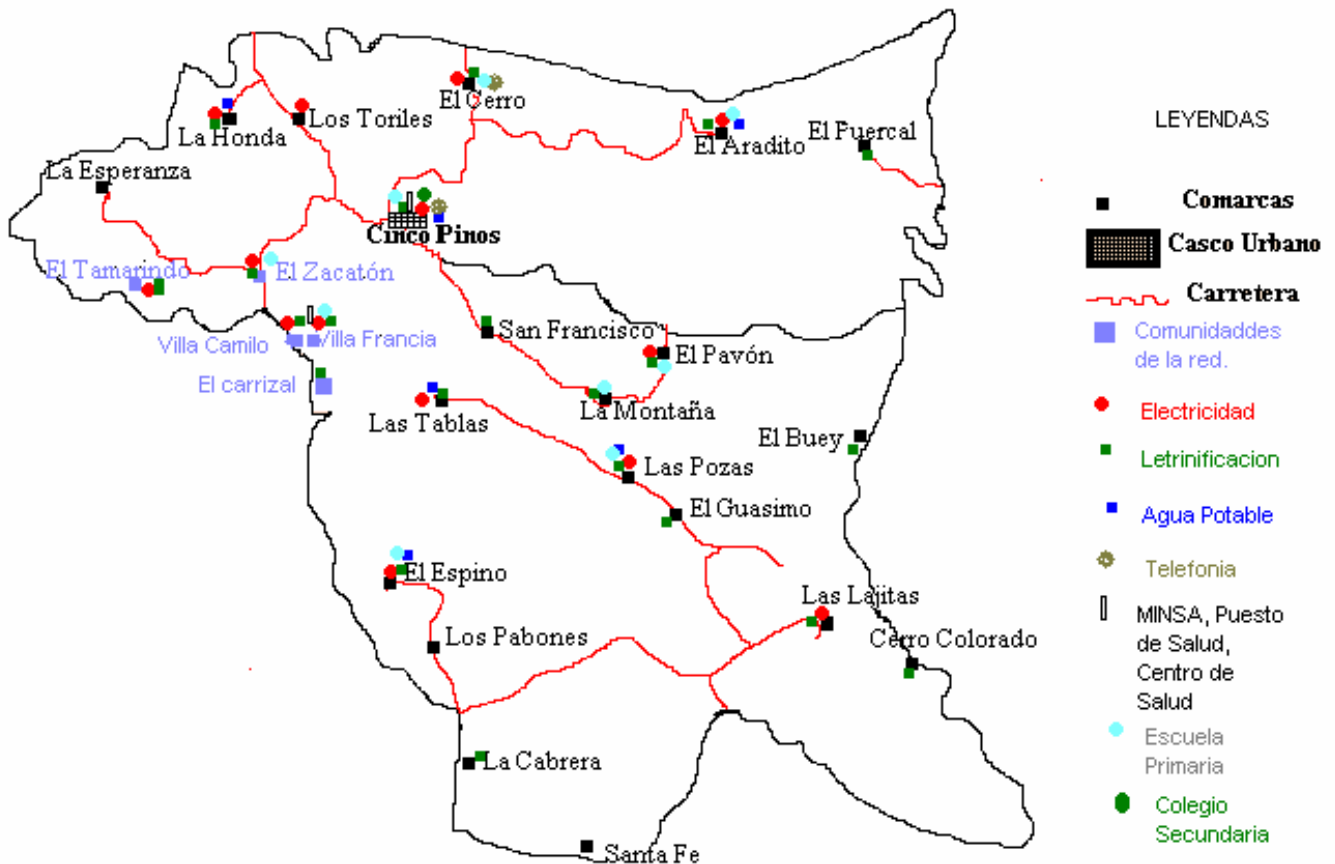 El Cerro
La Honda
Los Toriles
El Aradito
El Fuercal
La Esperanza
Cinco Pinos
El Tamarindo
El Zacatón
Villa Camilo
Villa Francia
San Francisco
El Pavón
El carrizal
Las Tablas
La Montaña
El Buey
Las Pozas
El Guasimo
El Espino
Las Lajitas
Los Pabones
Cerro Colorado
La Cabrera
Santa Fe
LEYENDAS
Comarcas
Casco Urbano
Carretera
Comunidaddes
de la red.
Electricidad
Letrinificacion
Agua Potable
Telefonia
MINSA, Puesto
de Salud,
Centro de
Salud
Escuela
Primaria
Colegio
Secundaria